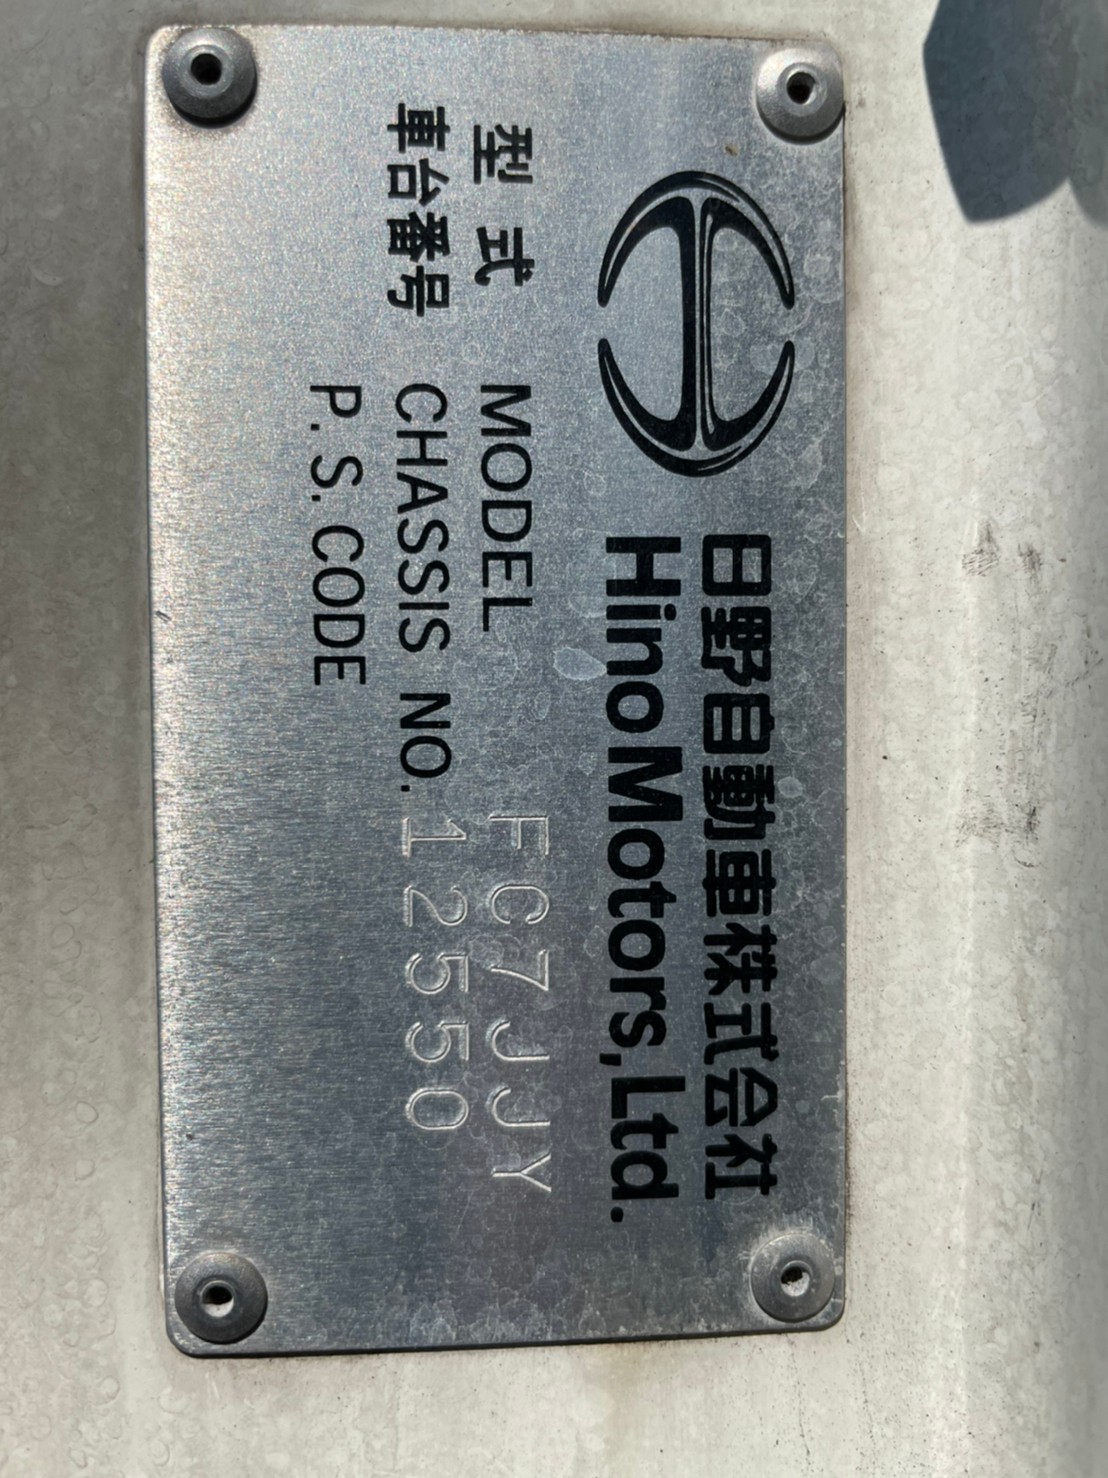 日野自動車株式会社
Hino Motors, Ltd.
型式 MODEL FC7JJJY
車台番号 CHASSIS NO. 12550
P.S. CODE